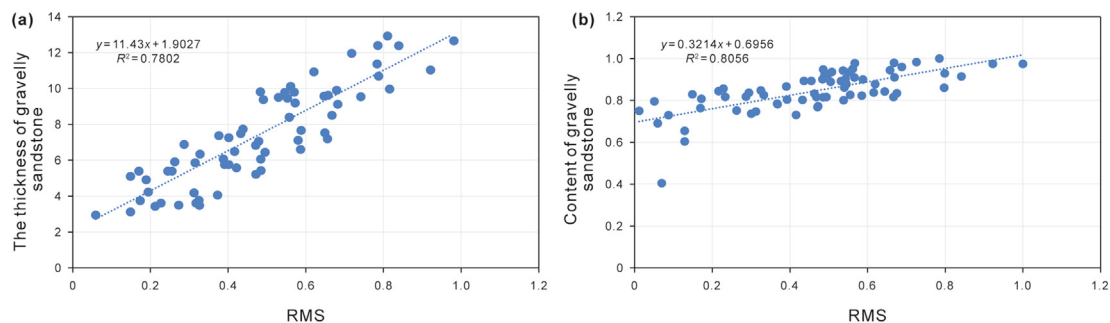 (a)
14
12
10
8
6
4
2
0
The thickness of gravelly
sandstone
y = 11.43x + 1.9027
R² = 0.7802
0 0.2 0.4 0.6 0.8 1.0 1.2
RMS
(b)
1.2
1.0
0.8
0.6
0.4
0.2
0
Content of gravelly
sandstone
y = 0.3214x + 0.6956
R² = 0.8056
0 0.2 0.4 0.6 0.8 1.0 1.2
RMS